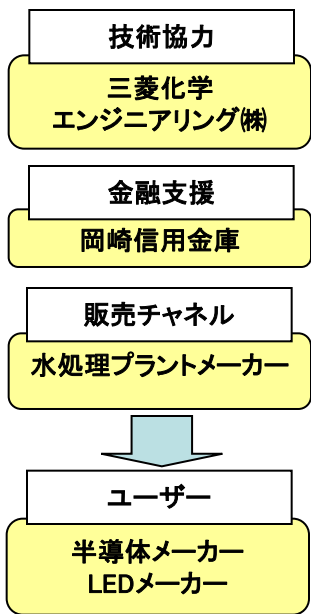 技術協力
三菱化学
エンジニアリング㈱
金融支援
岡崎信用金庫
販売チャネル
水処理プラントメーカー
ユーザー
半導体メーカー
LEDメーカー